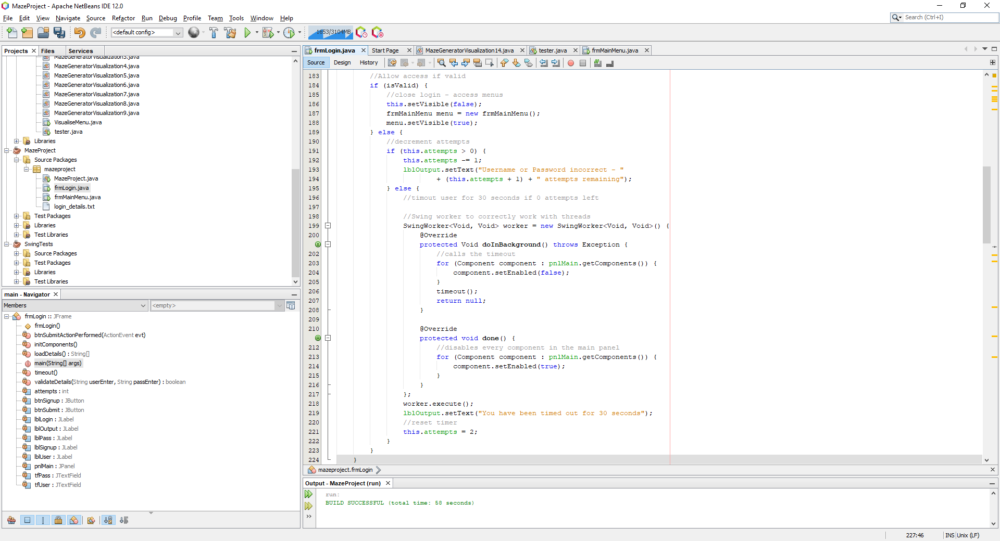 MazeProject - Apache NetBeans IDE 12.0
File Edit View Navigate Source Refactor Run Debug Profile Team Tools Window Help
Search (Ctrl+I)
<default config>
1653/3104MB
Projects Files Services
MazeGeneratorVisualization3.java
MazeGeneratorVisualization4.java
MazeGeneratorVisualization5.java
MazeGeneratorVisualization6.java
MazeGeneratorVisualization7.java
MazeGeneratorVisualization8.java
MazeGeneratorVisualization9.java
VisualiseMenu.java
tester.java
Libraries
MazeProject
Source Packages
mazeproject
MazeProject.java
frmLogin.java
frmMainMenu.java
login_details.txt
Test Packages
Libraries
Test Libraries
SwingTests
Source Packages
Test Packages
Libraries
Test Libraries
main - Navigator
Members
<empty>
frmLogin :: JFrame
frmLogin()
btnSubmitActionPerformed(ActionEvent evt)
initComponents()
loadDetails() : String[]
main(String[] args)
timeout()
validateDetails(String userEnter, String passEnter) : boolean
attempts : int
btnSignup : JButton
btnSubmit : JButton
lblLogin : JLabel
lblOutput : JLabel
lblPass : JLabel
lblSignup : JLabel
lblUser : JLabel
pnlMain : JPanel
tfPass : JTextField
tfUser : JTextField
frmLogin.java Start Page MazeGeneratorVisualization14.java tester.java frmMainMenu.java
Source Design History
183 //Allow access if valid
184 if (isValid) {
185 //close login - access menus
186 this.setVisible(false);
187 frmMainMenu menu = new frmMainMenu();
188 menu.setVisible(true);
189 } else {
190 //decrement attempts
191 if (this.attempts > 0) {
192 this.attempts -= 1;
193 lblOutput.setText("Username or Password incorrect - "
194 + (this.attempts + 1) + " attempts remaining");
195 } else {
196 //timout user for 30 seconds if 0 attempts left
197
198 //Swing worker to correctly work with threads
199 SwingWorker<Void, Void> worker = new SwingWorker<Void, Void>() {
200 @Override
protected Void doInBackground() throws Exception {
202 //calls the timeout
203 for (Component component : pnlMain.getComponents()) {
204 component.setEnabled(false);
205 }
206 timeout();
207 return null;
208 }
209
210 @Override
protected void done() {
212 //disables every component in the main panel
213 for (Component component : pnlMain.getComponents()) {
214 component.setEnabled(true);
215 }
216 }
217 };
218 worker.execute();
219 lblOutput.setText("You have been timed out for 30 seconds");
220 //reset timer
221 this.attempts = 2;
222 }
223 }
224 }
mazeproject.frmLogin
Output - MazeProject (run)
run:
BUILD SUCCESSFUL (total time: 58 seconds)
227:46 INS Unix (LF)